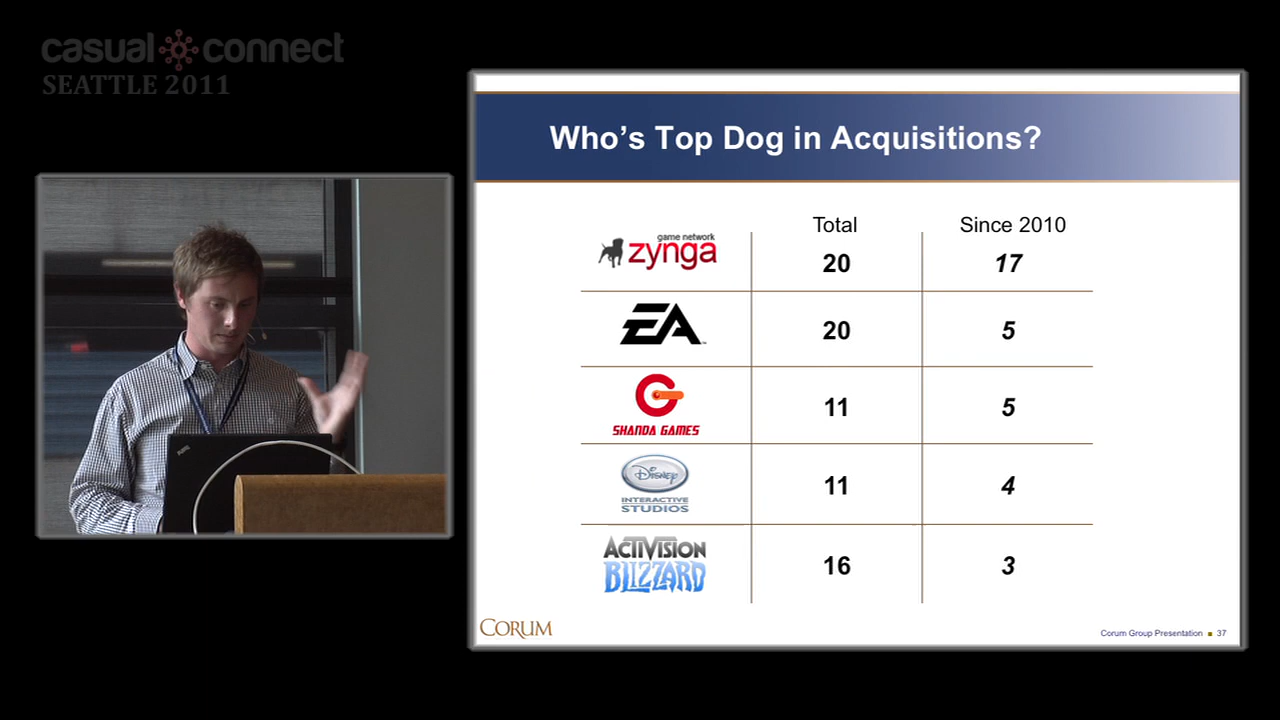 casual connect
SEATTLE 2011
Who's Top Dog in Acquisitions?
Total Since 2010
game network
zynga 20 17
EA 20 5
SHANDA GAMES 11 5
Disney
INTERACTIVE
STUDIOS 11 4
ACTIVISION
BLIZZARD 16 3
CORUM
Corum Group Presentation 37